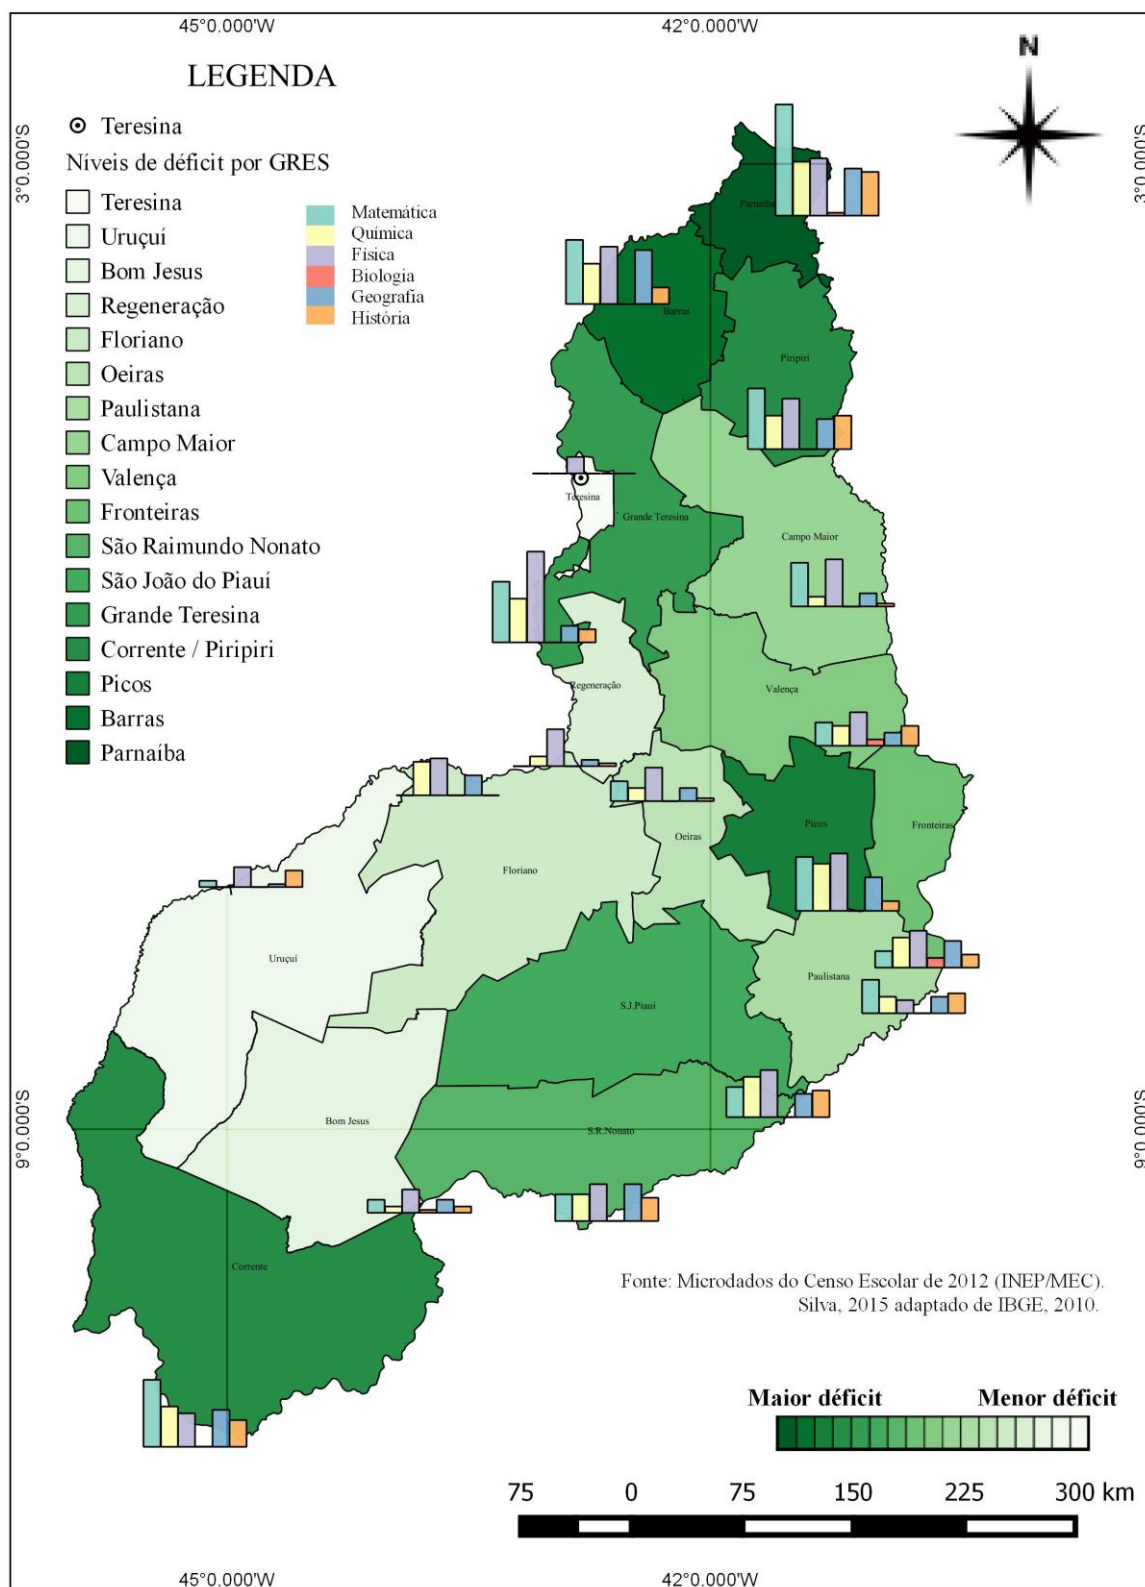 45°0.000'W 42°0.000'W
LEGENDA
N
3°0.000'S
3°0.000'S
Teresina
Níveis de déficit por GRES
Teresina
Uruçuí
Bom Jesus
Regeneração
Floriano
Oeiras
Paulistana
Campo Maior
Valença
Fronteiras
São Raimundo Nonato
São João do Piauí
Grande Teresina
Corrente / Piripiri
Picos
Barras
Parnaíba
Matemática
Química
Física
Biologia
Geografia
História
Parnaíba
Barras
Piripiri
Teresina
Grande Teresina
Campo Maior
Regeneração
Valença
Picos
Fronteiras
Oeiras
Floriano
Uruçuí
Paulistana
S.J.Piauí
Bom Jesus
S.R.Nonato
9°0.000'S
9°0.000'S
Corrente
Fonte: Microdados do Censo Escolar de 2012 (INEP/MEC).
Silva, 2015 adaptado de IBGE, 2010.
Maior déficit Menor déficit
75 0 75 150 225 300 km
45°0.000'W 42°0.000'W